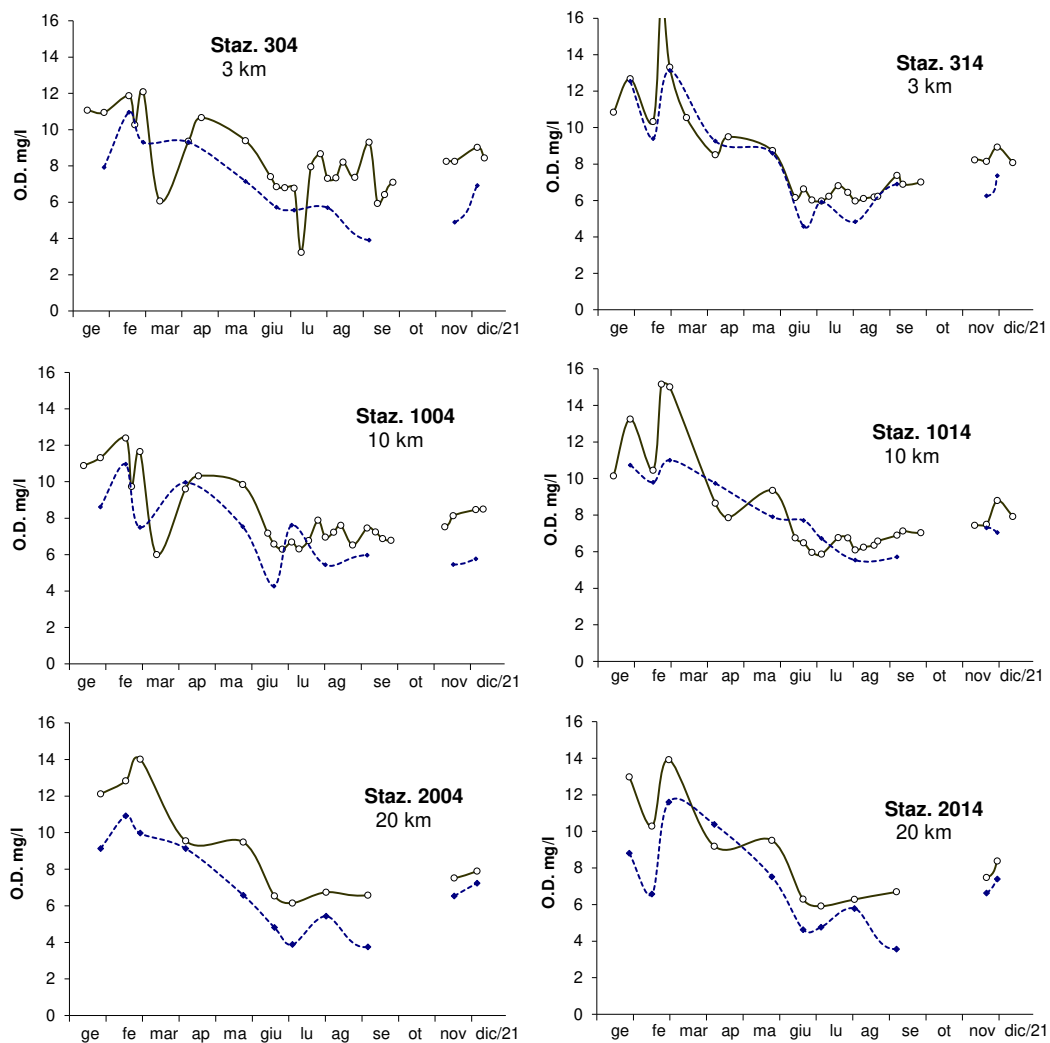 Staz. 304
3 km
O.D. mg/l
16
14
12
10
8
6
4
2
0
ge fe mar ap ma giu lu ag se ot nov dic/21
Staz. 314
3 km
O.D. mg/l
16
14
12
10
8
6
4
2
0
ge fe mar ap ma giu lu ag se ot nov dic/21
Staz. 1004
10 km
O.D. mg/l
16
14
12
10
8
6
4
2
0
ge fe mar ap ma giu lu ag se ot nov dic/21
Staz. 1014
10 km
O.D. mg/l
16
14
12
10
8
6
4
2
0
ge fe mar ap ma giu lu ag se ot nov dic/21
Staz. 2004
20 km
O.D. mg/l
16
14
12
10
8
6
4
2
0
ge fe mar ap ma giu lu ag se ot nov dic/21
Staz. 2014
20 km
O.D. mg/l
16
14
12
10
8
6
4
2
0
ge fe mar ap ma giu lu ag se ot nov dic/21